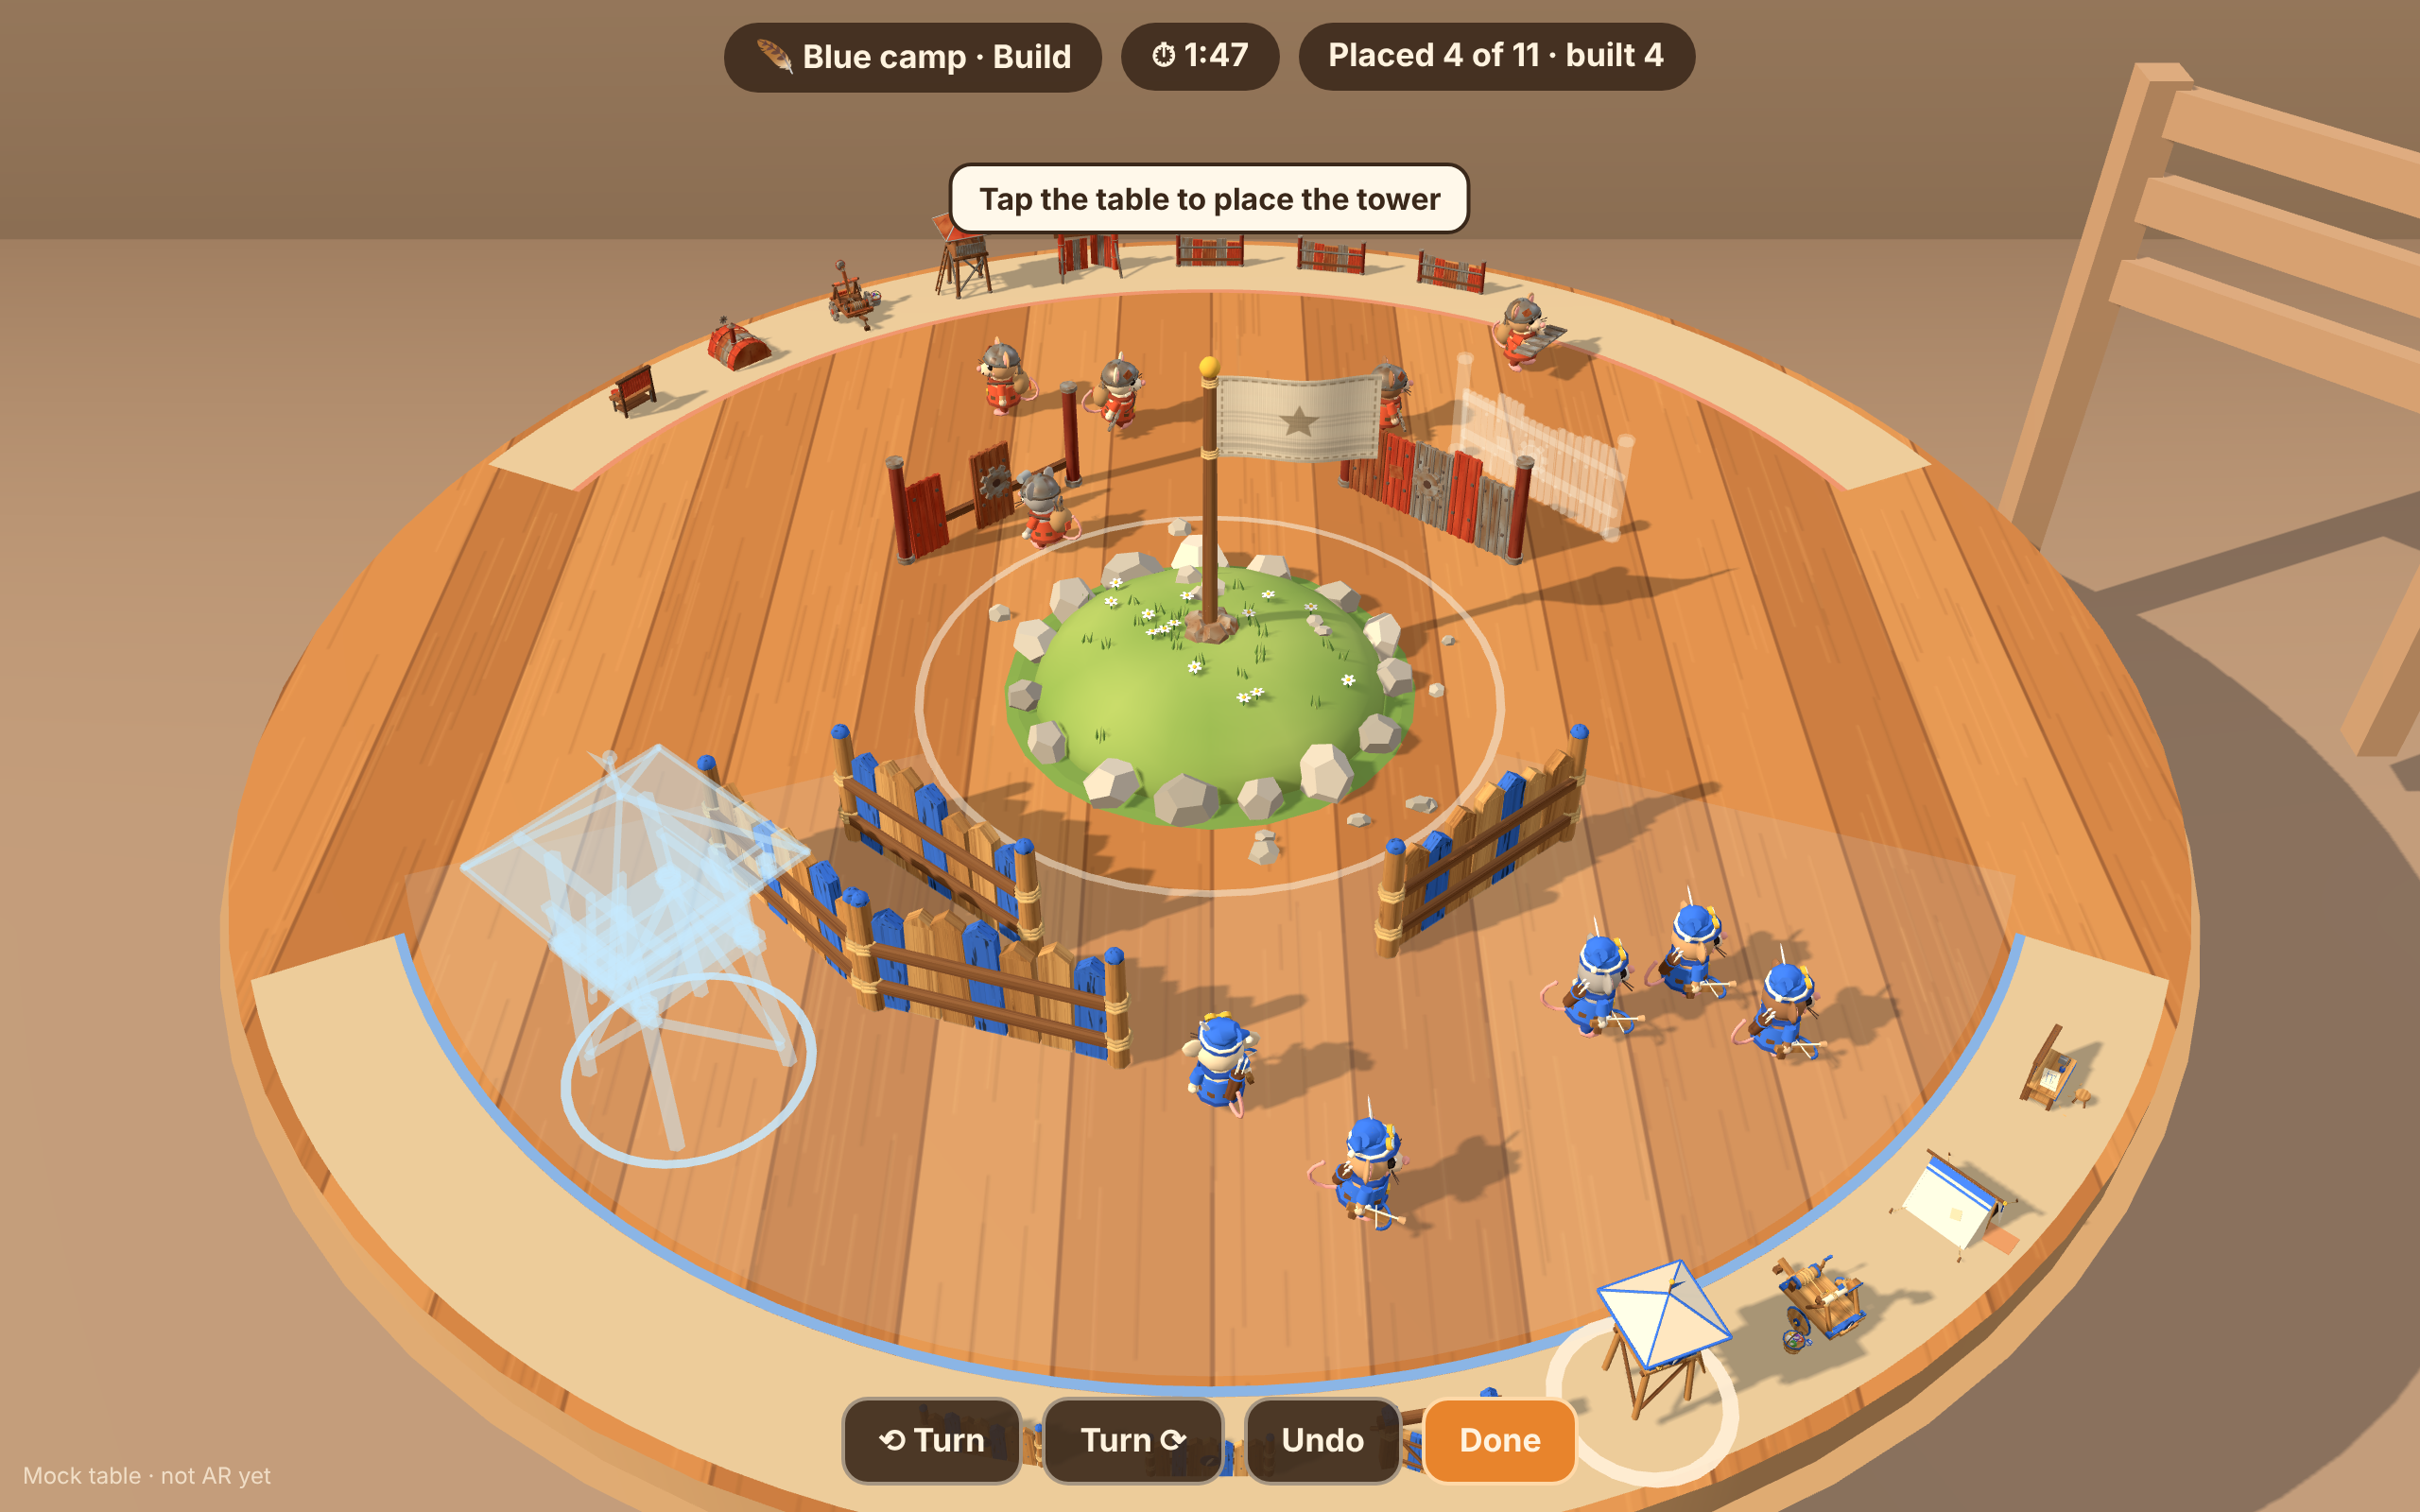 Blue camp · Build
⏱ 1:47
Placed 4 of 11 · built 4
Tap the table to place the tower
⟲ Turn
Turn ⟳
Undo
Done
Mock table · not AR yet